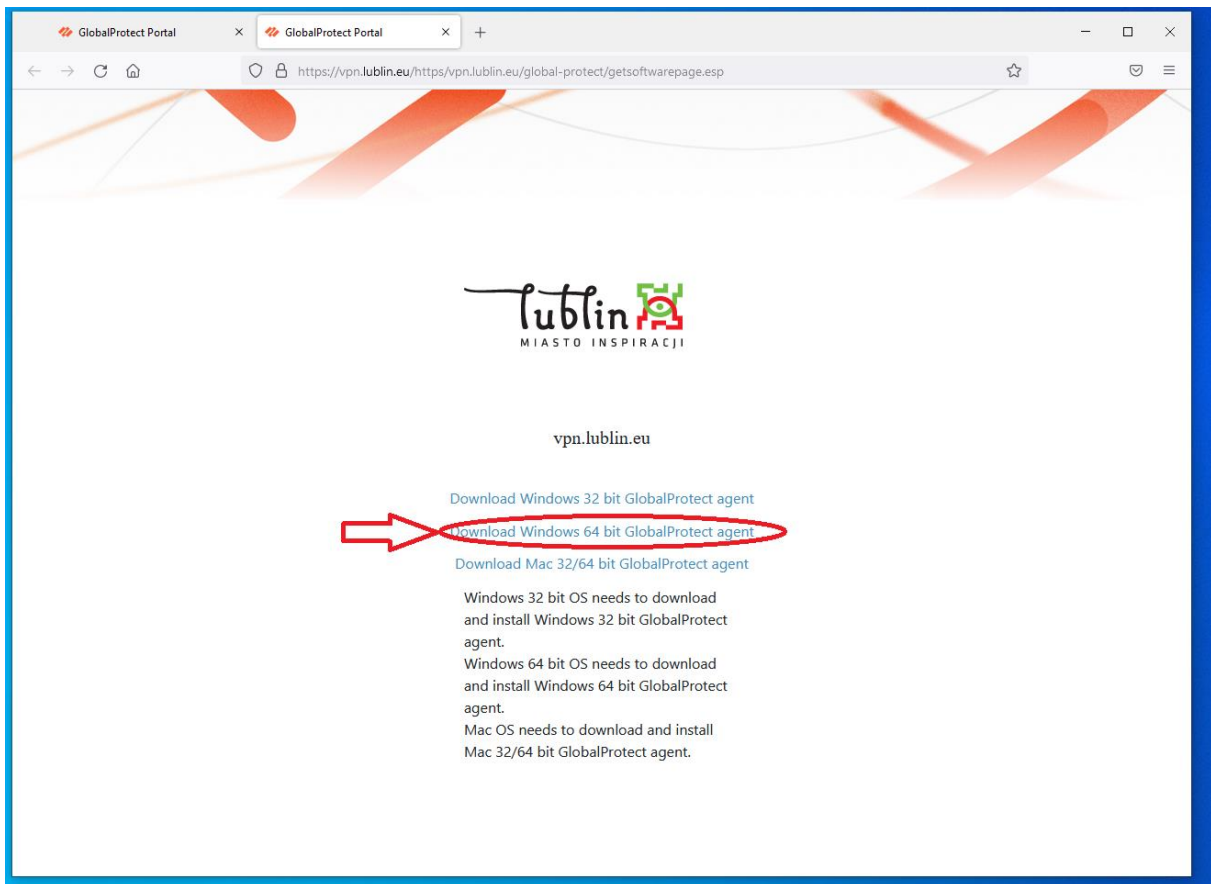 GlobalProtect Portal
GlobalProtect Portal
https://vpn.lublin.eu/https/vpn.lublin.eu/global-protect/getsoftwarepage.esp
lublin
MIASTO INSPIRACJI
vpn.lublin.eu
Download Windows 32 bit GlobalProtect agent
Download Windows 64 bit GlobalProtect agent
Download Mac 32/64 bit GlobalProtect agent
Windows 32 bit OS needs to download
and install Windows 32 bit GlobalProtect
agent.
Windows 64 bit OS needs to download
and install Windows 64 bit GlobalProtect
agent.
Mac OS needs to download and install
Mac 32/64 bit GlobalProtect agent.